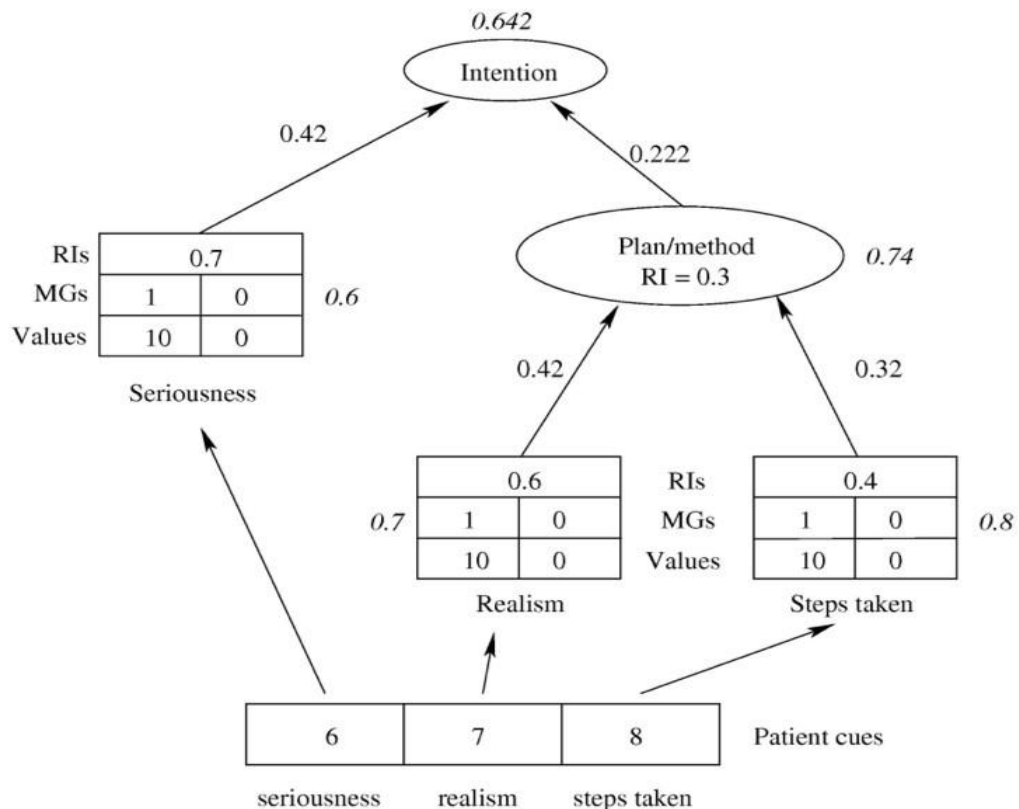 0.642
Intention
0.42
0.222
RIs 0.7
MGs 1 0 0.6
Values 10 0
Seriousness
Plan/method 0.74
RI = 0.3
0.42
0.32
0.6 RIs 0.4
0.7 1 0 MGs 1 0 0.8
10 0 Values 10 0
Realism Steps taken
6 7 8 Patient cues
seriousness realism steps taken